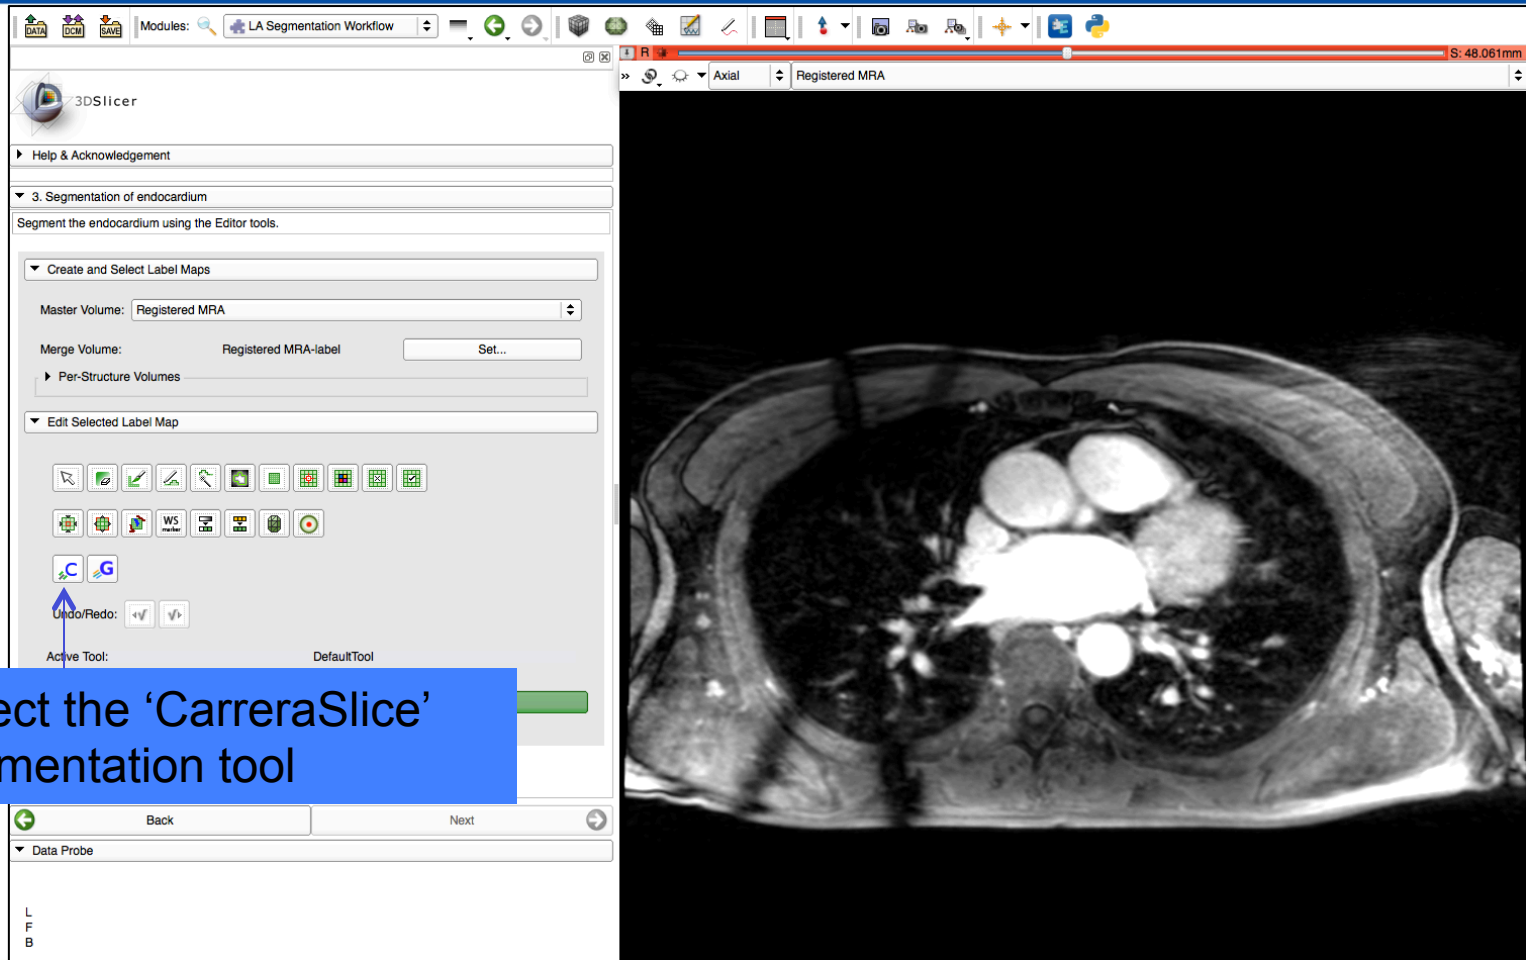 DATA DCM SAVE Modules: LA Segmentation Workflow
R S: 48.061mm
» Axial Registered MRA
3DSlicer
Help & Acknowledgement
3. Segmentation of endocardium
Segment the endocardium using the Editor tools.
Create and Select Label Maps
Master Volume: Registered MRA
Merge Volume: Registered MRA-label Set...
Per-Structure Volumes
Edit Selected Label Map
WS
marker
C G
Undo/Redo:
Active Tool: DefaultTool
ect the ‘CarreraSlice’
mentation tool
Back Next
Data Probe
L
F
B